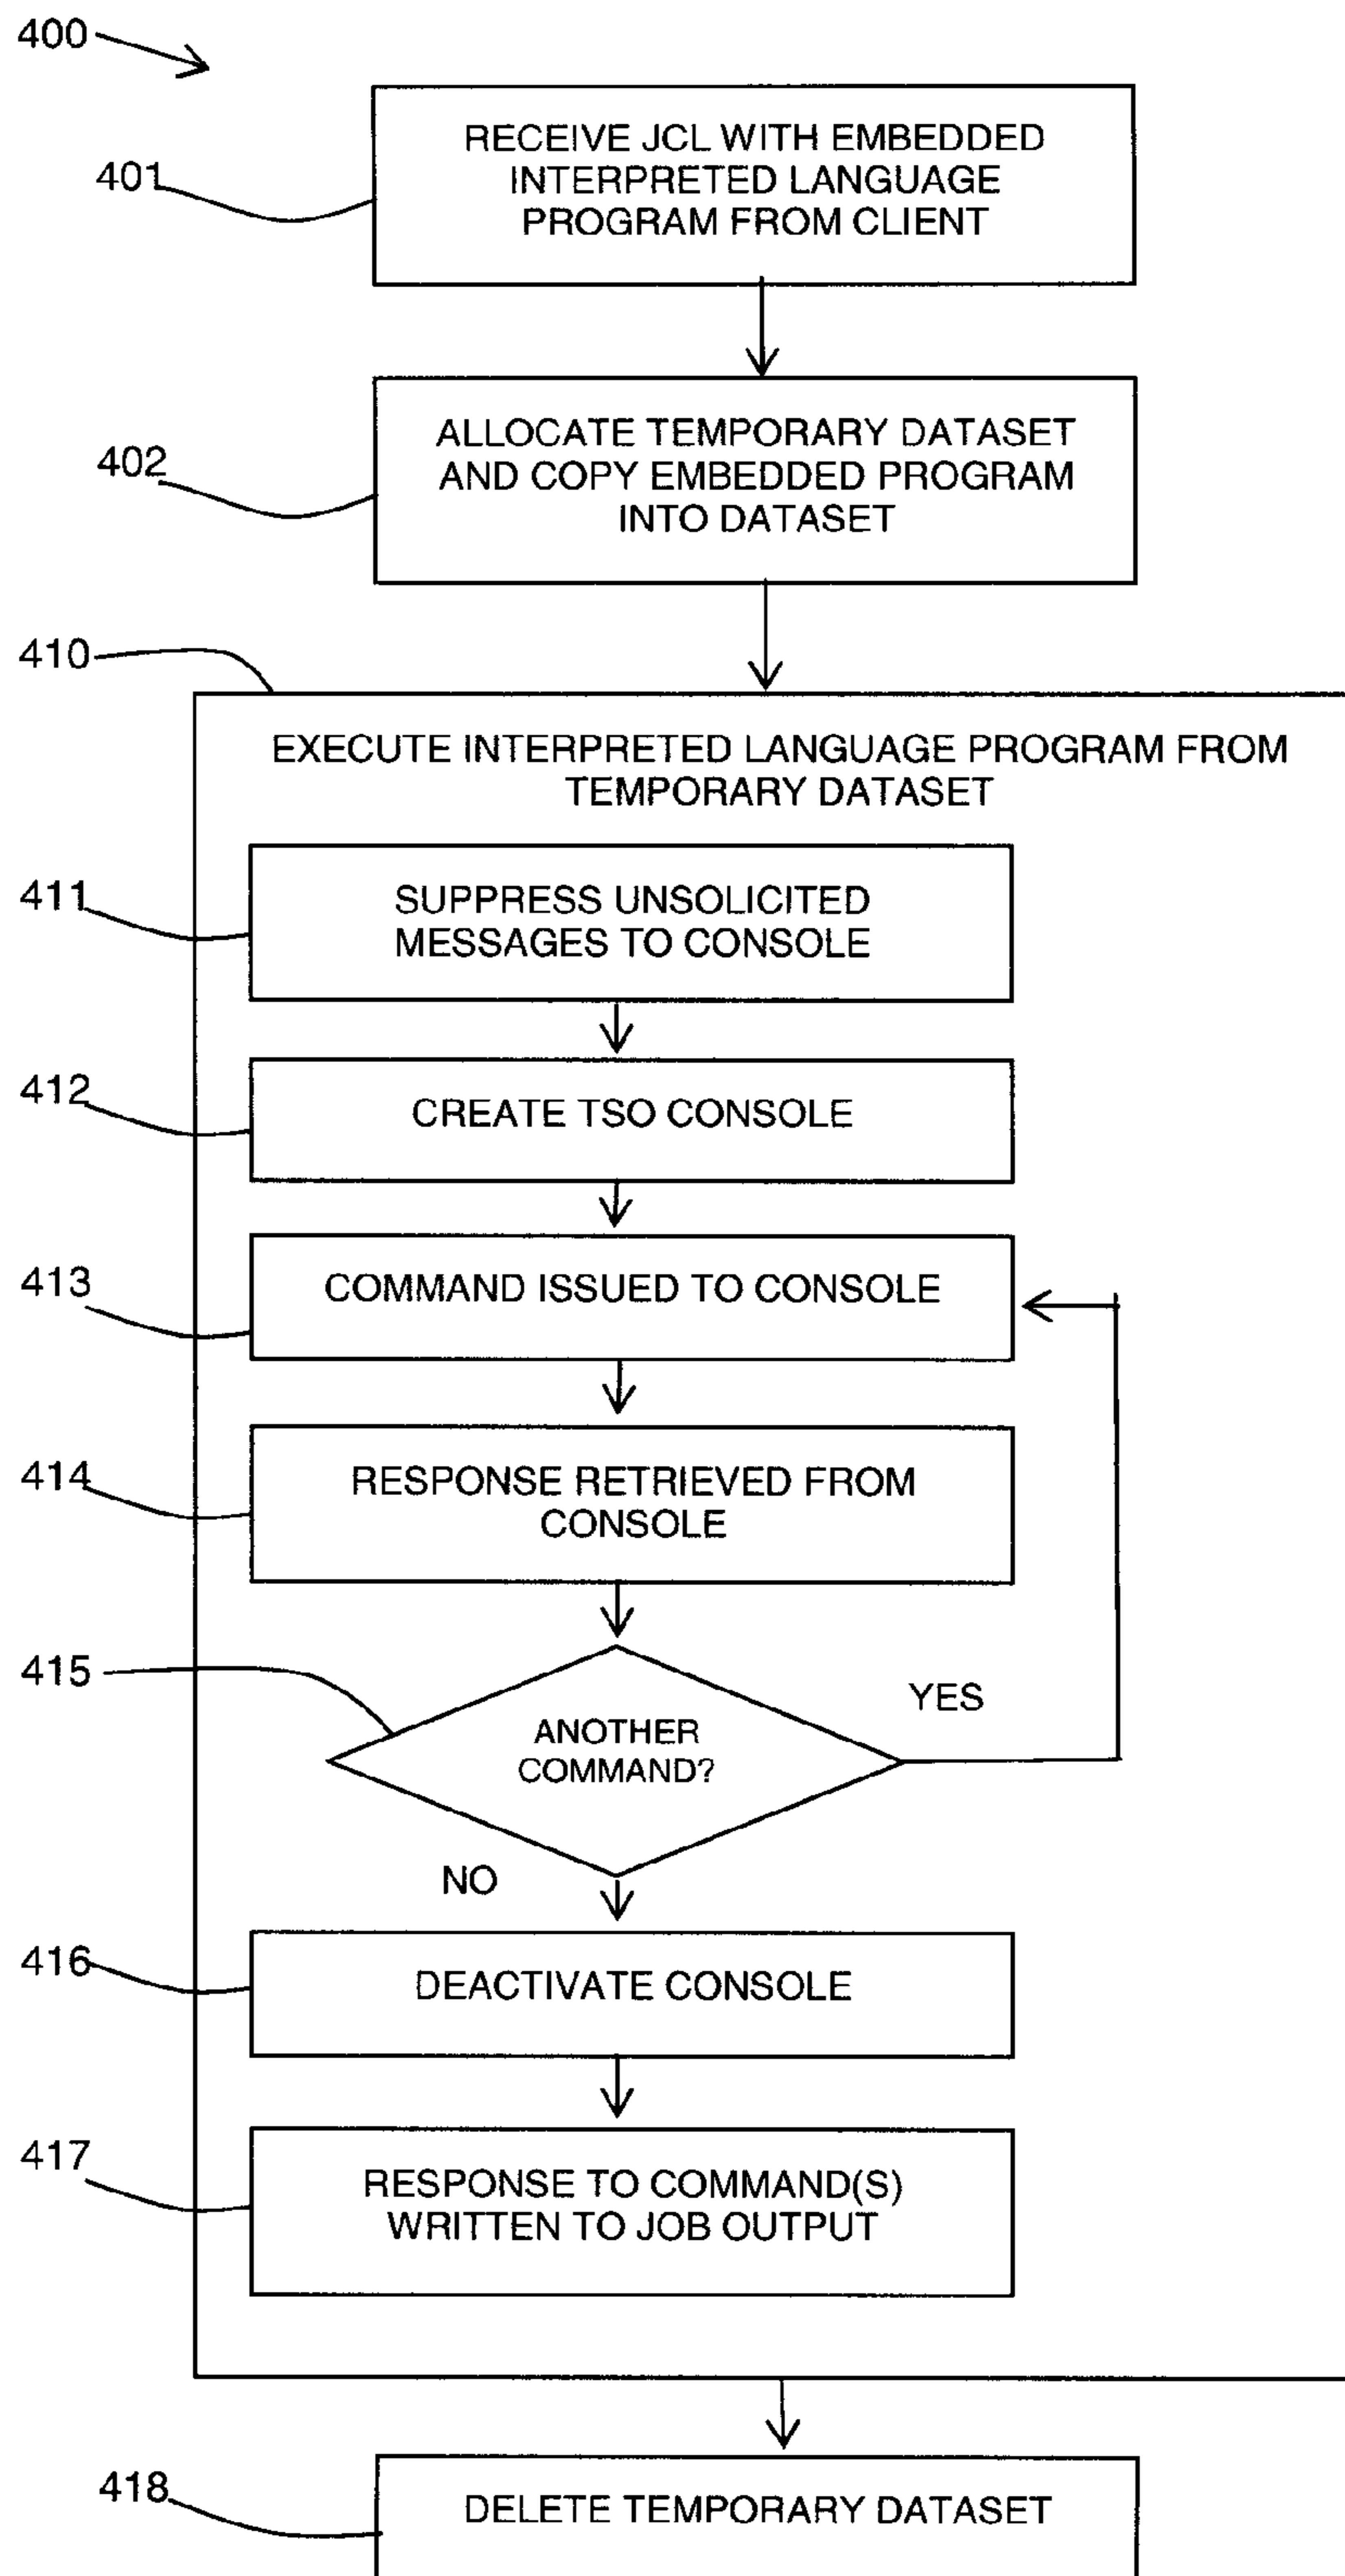 400
401
RECEIVE JCL WITH EMBEDDED
INTERPRETED LANGUAGE
PROGRAM FROM CLIENT
402
ALLOCATE TEMPORARY DATASET
AND COPY EMBEDDED PROGRAM
INTO DATASET
410
EXECUTE INTERPRETED LANGUAGE PROGRAM FROM
TEMPORARY DATASET
411
SUPPRESS UNSOLICITED
MESSAGES TO CONSOLE
412
CREATE TSO CONSOLE
413
COMMAND ISSUED TO CONSOLE
414
RESPONSE RETRIEVED FROM
CONSOLE
415
ANOTHER
COMMAND?
YES
NO
416
DEACTIVATE CONSOLE
417
RESPONSE TO COMMAND(S)
WRITTEN TO JOB OUTPUT
418
DELETE TEMPORARY DATASET